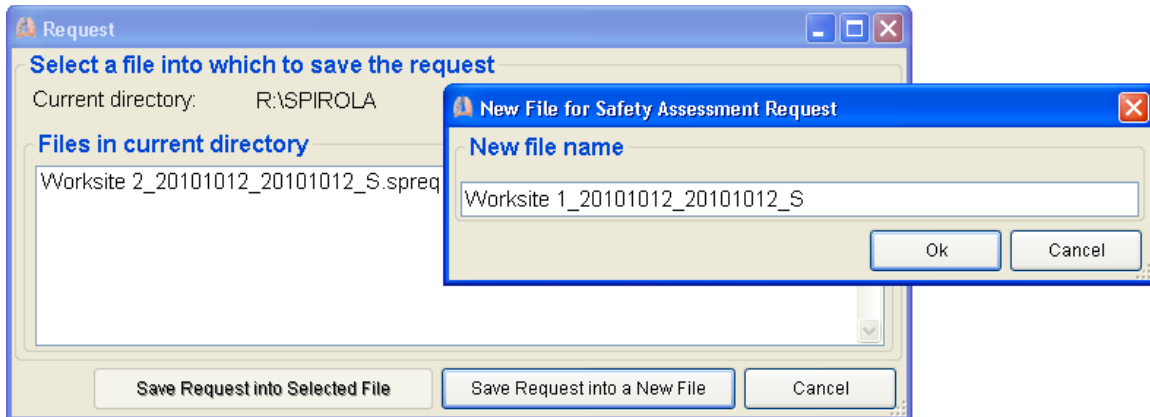 Request
Select a file into which to save the request
Current directory: R:\SPIROLA
Files in current directory
Worksite 2_20101012_20101012_S.spreq
Save Request into Selected File
Save Request into a New File
Cancel
New File for Safety Assessment Request
New file name
Worksite 1_20101012_20101012_S
Ok
Cancel